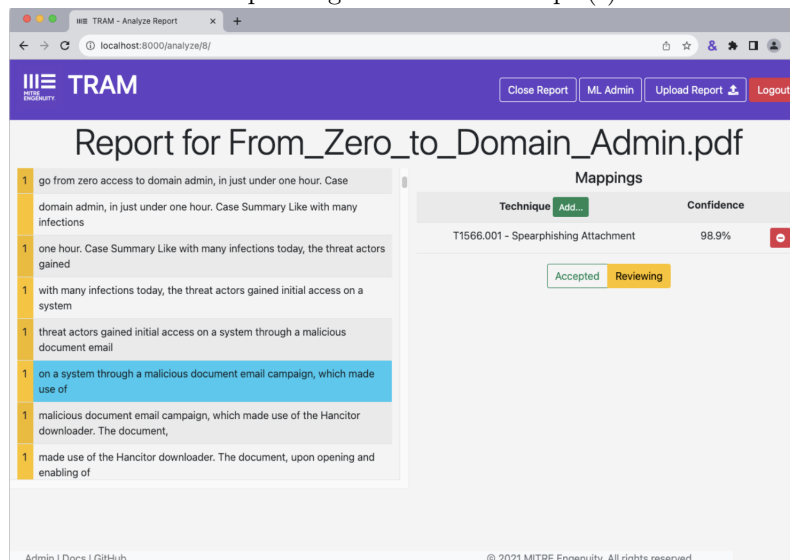 TRAM - Analyze Report
localhost:8000/analyze/8/
MITRE
ENGENUITY
TRAM
Close Report
ML Admin
Upload Report
Logout
Report for From_Zero_to_Domain_Admin.pdf
1 go from zero access to domain admin, in just under one hour. Case
domain admin, in just under one hour. Case Summary Like with many
infections
1 one hour. Case Summary Like with many infections today, the threat actors
gained
1 with many infections today, the threat actors gained initial access on a
system
1 threat actors gained initial access on a system through a malicious
document email
1 on a system through a malicious document email campaign, which made
use of
1 malicious document email campaign, which made use of the Hancitor
downloader. The document,
1 made use of the Hancitor downloader. The document, upon opening and
enabling of
Mappings
Technique Add... Confidence
T1566.001 - Spearphishing Attachment 98.9%
Accepted Reviewing
Admin | Docs | GitHub
© 2021 MITRE Engenuity. All rights reserved